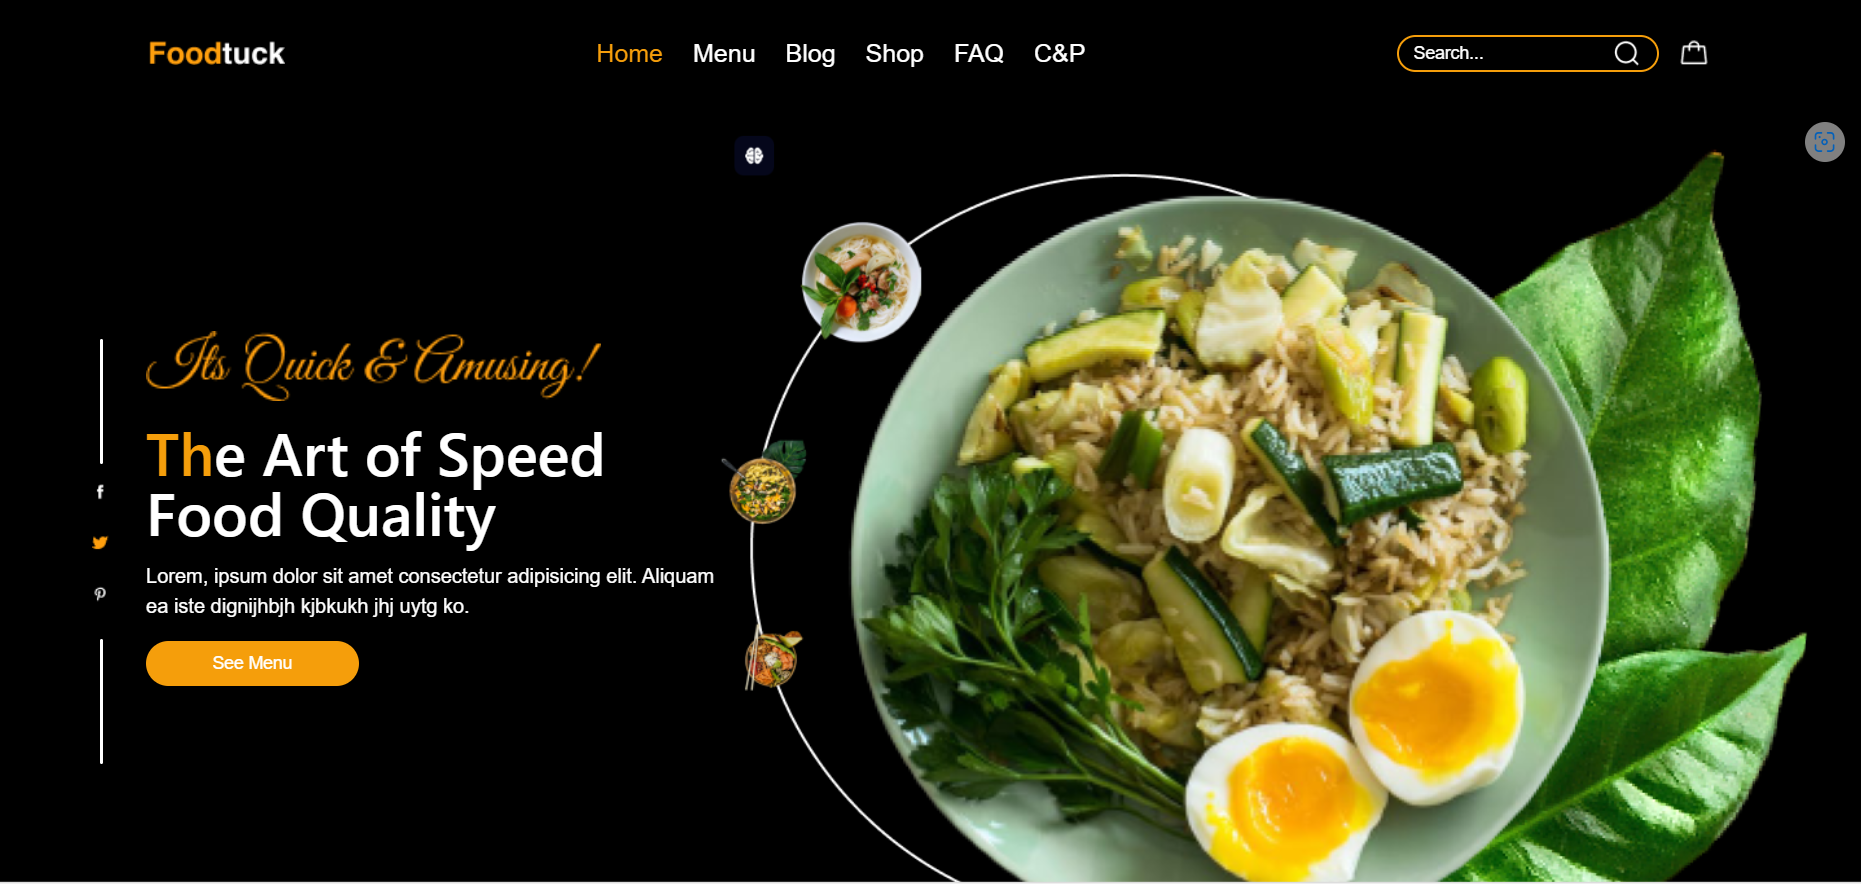 Foodtuck
Home Menu Blog Shop FAQ C&P
Search...
Its Quick & Amusing!
The Art of Speed
Food Quality
Lorem, ipsum dolor sit amet consectetur adipisicing elit. Aliquam
ea iste dignijhbjh kjbkukh jhj uytg ko.
See Menu